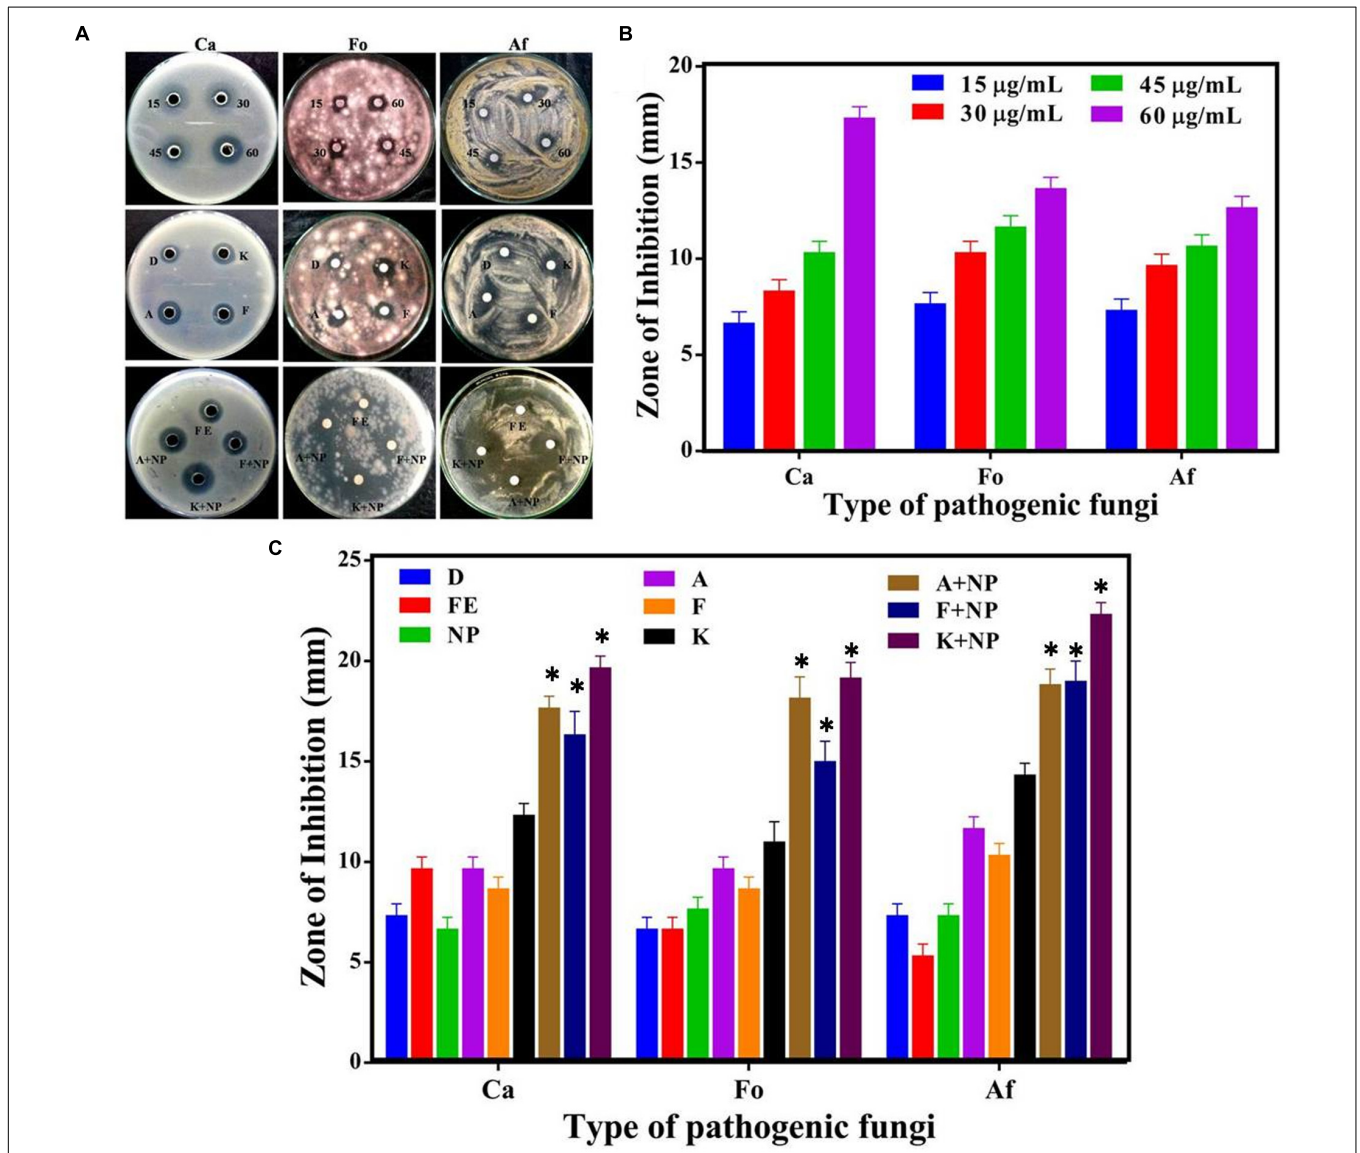 A
Ca Fo Af
15 30
45 60
15 60
30 45
15 30
45 60
D K
A F
D K
A F
D K
A F
FE
A+NP F+NP
K+NP
FE
A+NP F+NP
K+NP
FE
K+NP F+NP
A+NP
B
Zone of Inhibition (mm)
20
15
10
5
0
15 µg/mL 45 µg/mL
30 µg/mL 60 µg/mL
Ca Fo Af
Type of pathogenic fungi
C
Zone of Inhibition (mm)
25
20
15
10
5
0
D A A+NP
FE F F+NP
NP K K+NP
* * * * * * * * *
Ca Fo Af
Type of pathogenic fungi